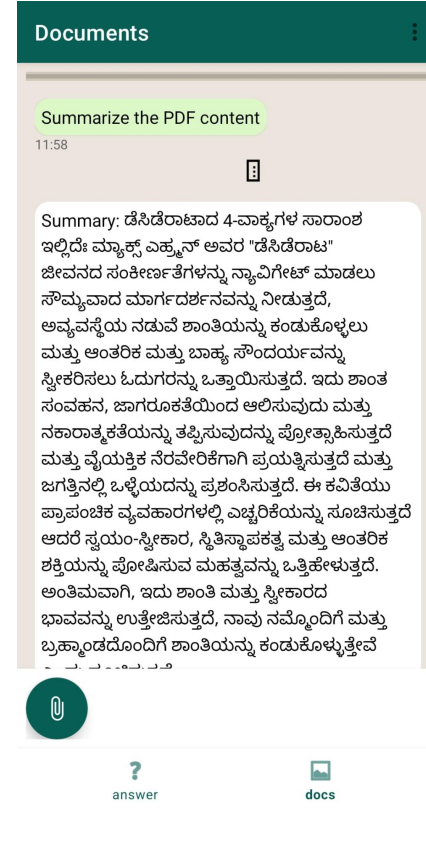 Documents
Summarize the PDF content
11:58
Summary: ಡೆಸಿಡೆರಾಟಾದ 4-ವಾಕ್ಯಗಳ ಸಾರಾಂಶ
ಇಲ್ಲಿದೆಃ ಮ್ಯಾಕ್ಸ್ ಎಹ್ರ್ಮನ್ ಅವರ "ಡೆಸಿಡೆರಾಟ"
ಜೀವನದ ಸಂಕೀರ್ಣತೆಗಳನ್ನು ನ್ಯಾವಿಗೇಟ್ ಮಾಡಲು
ಸೌಮ್ಯವಾದ ಮಾರ್ಗದರ್ಶನವನ್ನು ನೀಡುತ್ತದೆ,
ಅವ್ಯವಸ್ಥೆಯ ನಡುವೆ ಶಾಂತಿಯನ್ನು ಕಂಡುಕೊಳ್ಳಲು
ಮತ್ತು ಆಂತರಿಕ ಮತ್ತು ಬಾಹ್ಯ ಸೌಂದರ್ಯವನ್ನು
ಸ್ವೀಕರಿಸಲು ಓದುಗರನ್ನು ಒತ್ತಾಯಿಸುತ್ತದೆ. ಇದು ಶಾಂತ
ಸಂವಹನ, ಜಾಗರೂಕತೆಯಿಂದ ಆಲಿಸುವುದು ಮತ್ತು
ನಕಾರಾತ್ಮಕತೆಯನ್ನು ತಪ್ಪಿಸುವುದನ್ನು ಪ್ರೋತ್ಸಾಹಿಸುತ್ತದೆ
ಮತ್ತು ವೈಯಕ್ತಿಕ ನೆರವೇರಿಕೆಗಾಗಿ ಪ್ರಯತ್ನಿಸುತ್ತದೆ ಮತ್ತು
ಜಗತ್ತಿನಲ್ಲಿ ಒಳ್ಳೆಯದನ್ನು ಪ್ರಶಂಸಿಸುತ್ತದೆ. ಈ ಕವಿತೆಯು
ಪ್ರಾಪಂಚಿಕ ವ್ಯವಹಾರಗಳಲ್ಲಿ ಎಚ್ಚರಿಕೆಯನ್ನು ಸೂಚಿಸುತ್ತದೆ
ಆದರೆ ಸ್ವಯಂ-ಸ್ವೀಕಾರ, ಸ್ಥಿತಿಸ್ಥಾಪಕತ್ವ ಮತ್ತು ಆಂತರಿಕ
ಶಕ್ತಿಯನ್ನು ಪೋಷಿಸುವ ಮಹತ್ವವನ್ನು ಒತ್ತಿಹೇಳುತ್ತದೆ.
ಅಂತಿಮವಾಗಿ, ಇದು ಶಾಂತಿ ಮತ್ತು ಸ್ವೀಕಾರದ
ಭಾವವನ್ನು ಉತ್ತೇಜಿಸುತ್ತದೆ, ನಾವು ನಮ್ಮೊಂದಿಗೆ ಮತ್ತು
ಬ್ರಹ್ಮಾಂಡದೊಂದಿಗೆ ಶಾಂತಿಯನ್ನು ಕಂಡುಕೊಳ್ಳುತ್ತೇವೆ
answer
docs